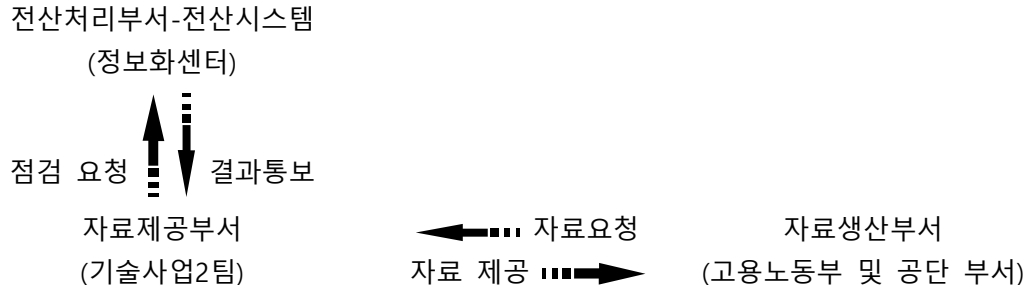 전산처리부서-전산시스템
(정보화센터)
점검 요청 결과통보
자료제공부서 자료요청 자료생산부서
(기술사업2팀) 자료 제공 (고용노동부 및 공단 부서)